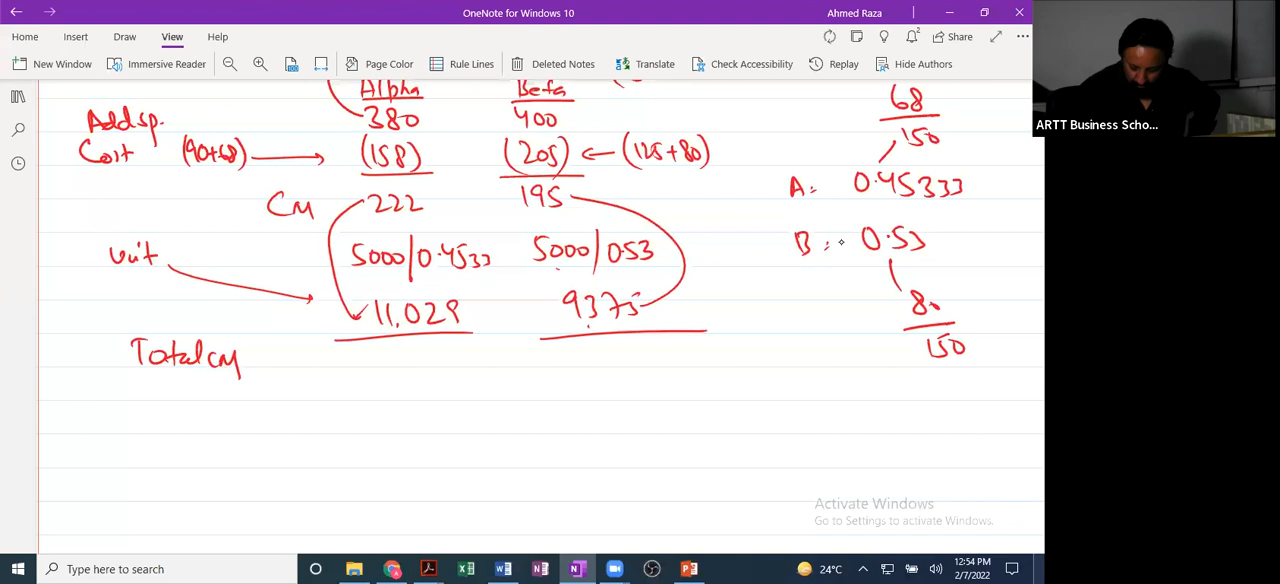 OneNote for Windows 10
Ahmed Raza
Home Insert Draw View Help
Share
New Window Immersive Reader Page Color Rule Lines Deleted Notes Translate Check Accessibility Replay Hide Authors
ARTT Business Scho...
Alpha Beta
Add sp. 380 400
Cost (90+68) (158) (205) (125+80)
CM 222 195
Unit 5000/0.4533 5000/0.53
11,029 9375
Total CM
68
150
A= 0.45333
B= 0.53
80
150
Activate Windows
Go to Settings to activate Windows.
Type here to search
24°C
12:54 PM
2/7/2022